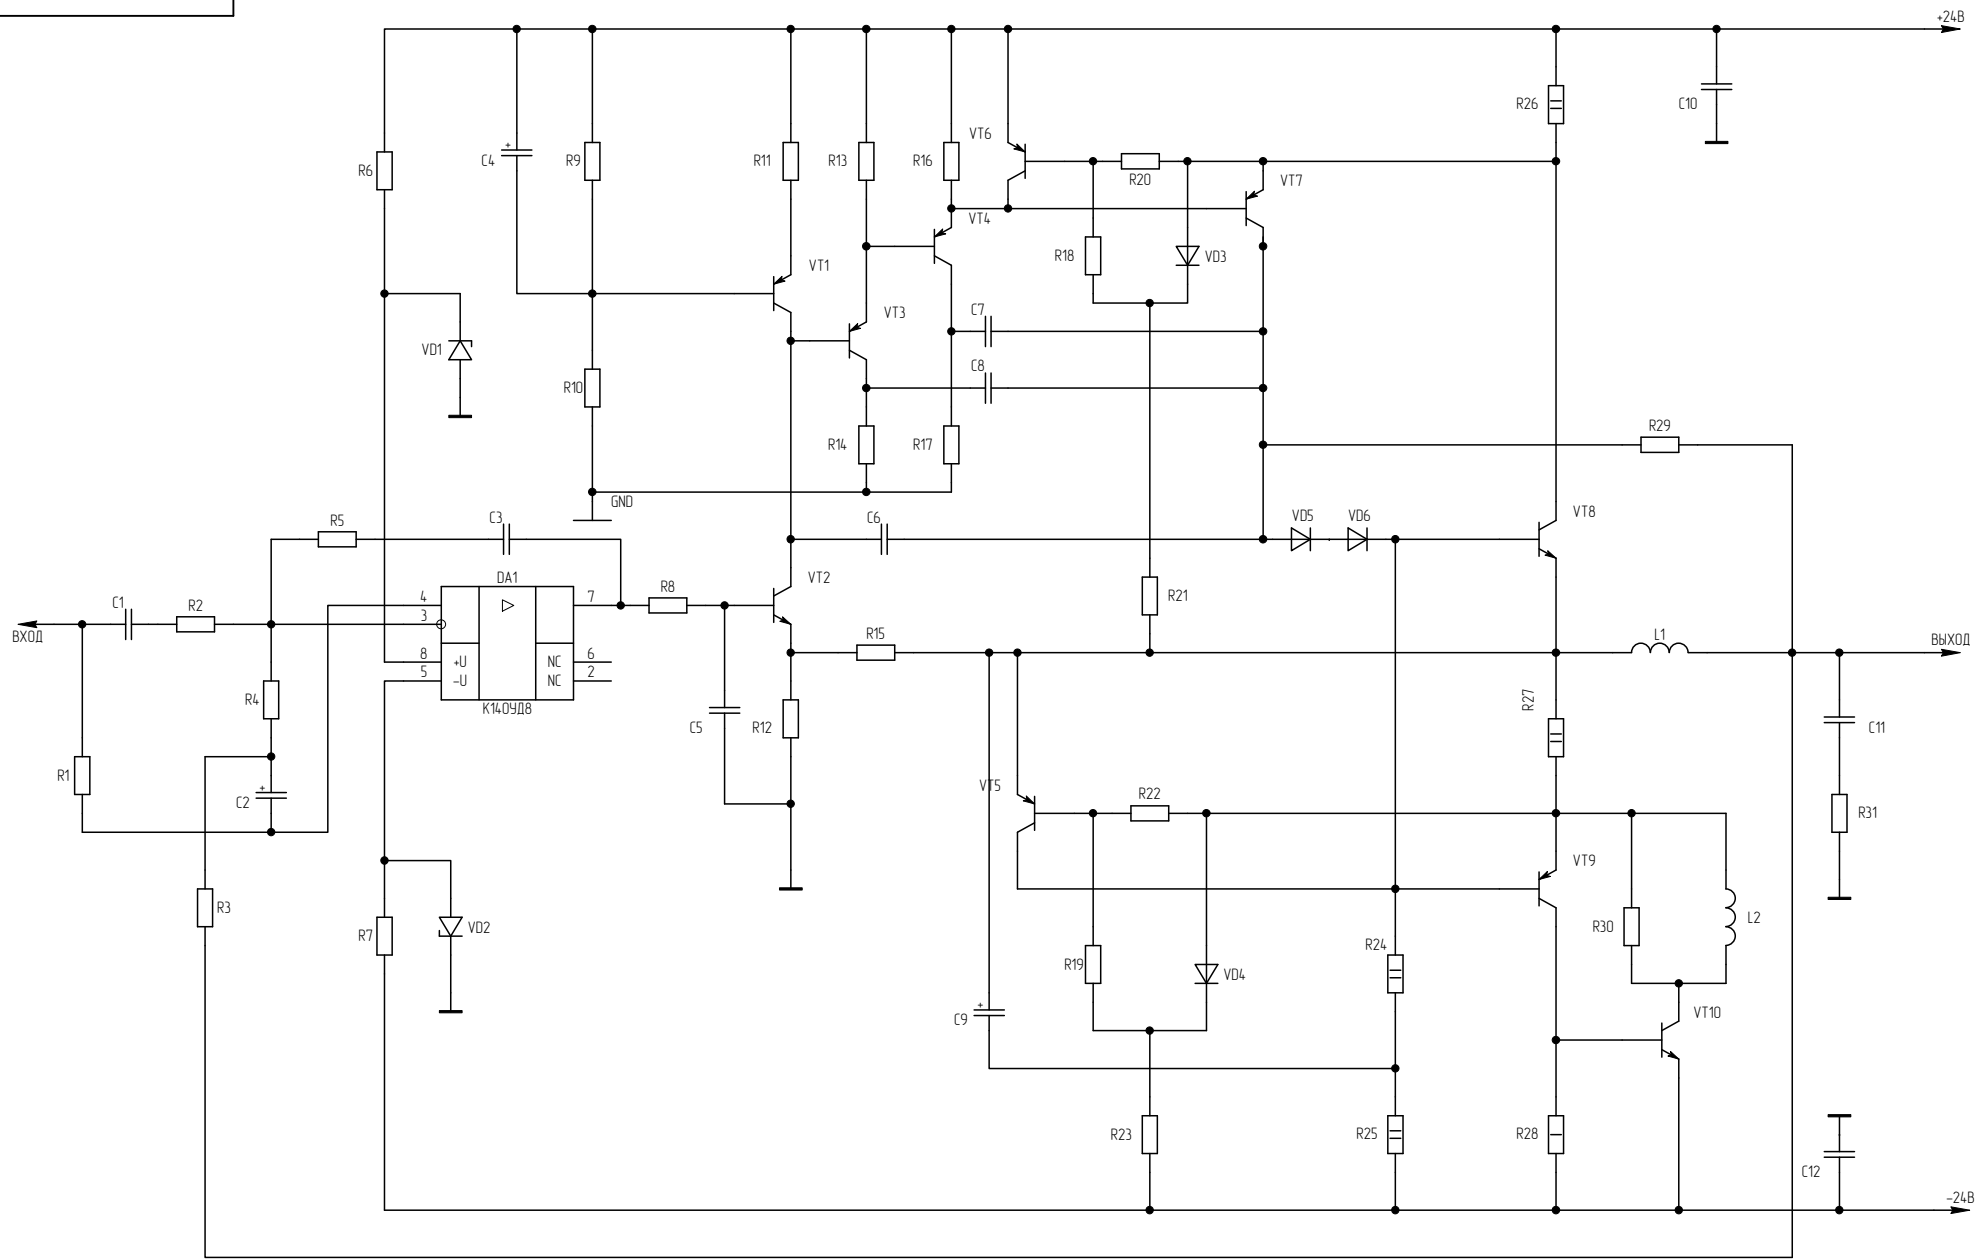 +24В
R26
C10
VT6
C4
R9
R11
R13
R16
R6
R20
VT7
VT4
R18
VD3
VT1
VT3
C7
VD1
C8
R10
R14
R17
R29
GND
R5
C3
C6
VD5
VD6
VT8
DA1
VT2
C1
R2
4
7
R8
R21
3
ВХОД
R15
L1
ВЫХОД
8
+U
NC
6
5
-U
NC
2
R4
К140УД8
C5
R12
R27
C11
R1
C2
VT5
R22
R31
VT9
R3
R7
VD2
R30
L2
R24
R19
VD4
C9
VT10
R23
R25
R28
C12
-24В